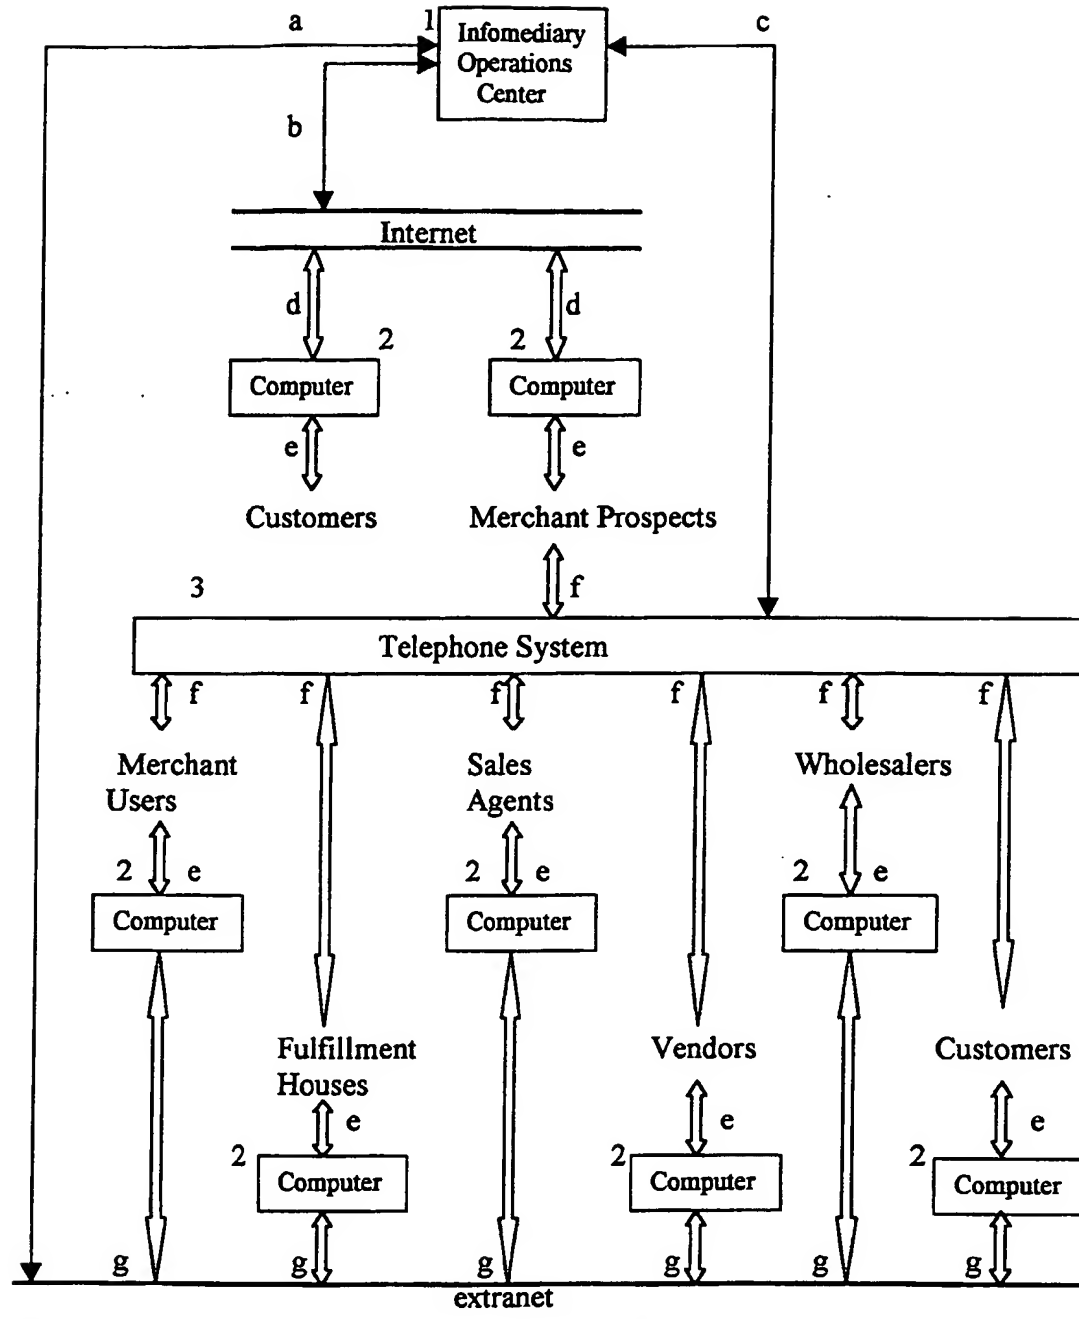 a
1
c
Infomediary
Operations
Center
b
Internet
d
d
2
2
Computer
Computer
e
e
Customers
Merchant Prospects
f
3
Telephone System
f
f
f
f
f
f
Merchant
Users
Sales
Agents
Wholesalers
2
e
2
e
2
e
Computer
Computer
Computer
Fulfillment
Houses
Vendors
Customers
e
e
e
2
2
2
Computer
Computer
Computer
g
g
g
g
g
g
extranet